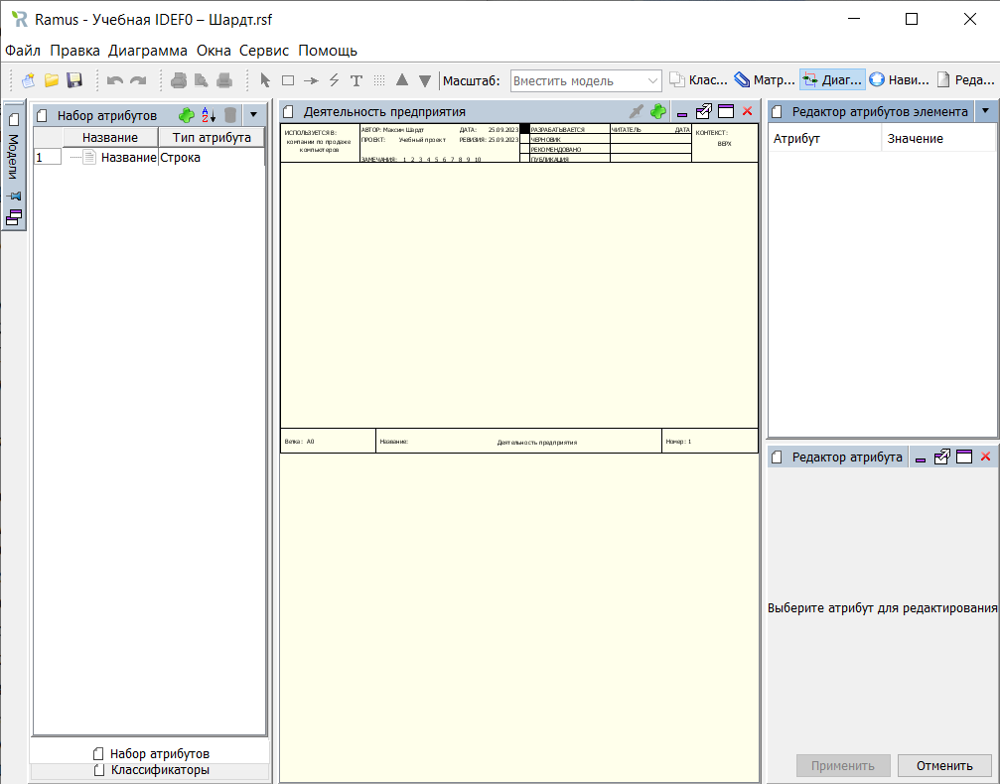 Ramus - Учебная IDEF0 – Шардт.rsf
Файл Правка Диаграмма Окна Сервис Помощь
Масштаб: Вместить модель Клас... Матр... Диаг... Нави... Реда...
Модели
Набор атрибутов
Название Тип атрибута
1 Название Строка
Набор атрибутов
Классификаторы
Деятельность предприятия
ИСПОЛЬЗУЕТСЯ В:
компании по продаже
компьютеров
АВТОР: Максим Шардт ДАТА: 25.09.2023
ПРОЕКТ: Учебный проект РЕВИЗИЯ: 25.09.2023
ЗАМЕЧАНИЯ: 1 2 3 4 5 6 7 8 9 10
РАЗРАБАТЫВАЕТСЯ
ЧЕРНОВИК
РЕКОМЕНДОВАНО
ПУБЛИКАЦИЯ
ЧИТАТЕЛЬ ДАТА
КОНТЕКСТ:
ВЕРХ
Ветка: A0 Название: Деятельность предприятия Номер: 1
Редактор атрибутов элемента
Атрибут Значение
Редактор атрибута
Выберите атрибут для редактирования
Применить Отменить